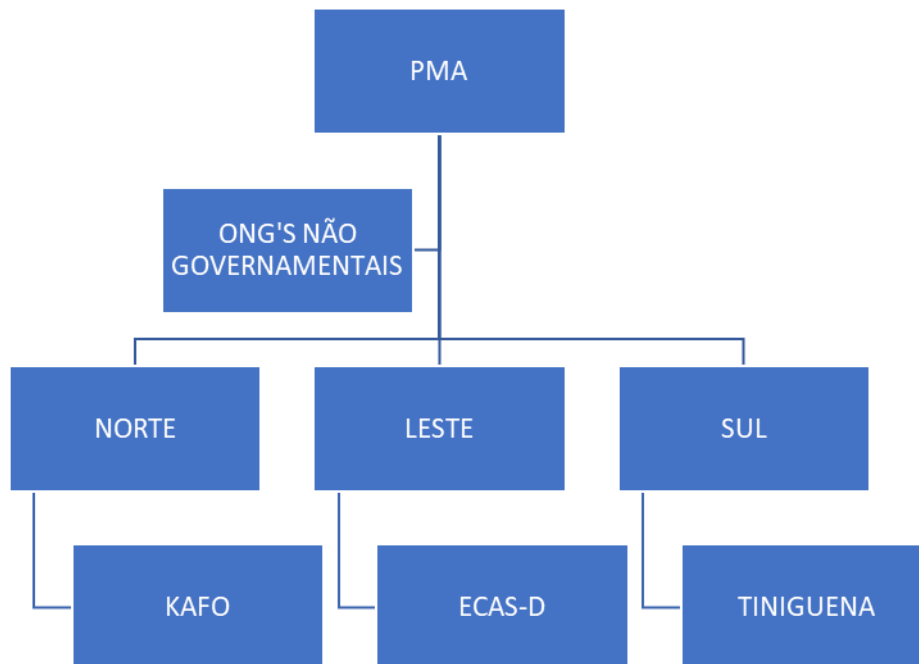 PMA
ONG'S NÃO
GOVERNAMENTAIS
NORTE
LESTE
SUL
KAFO
ECAS-D
TINIGUENA